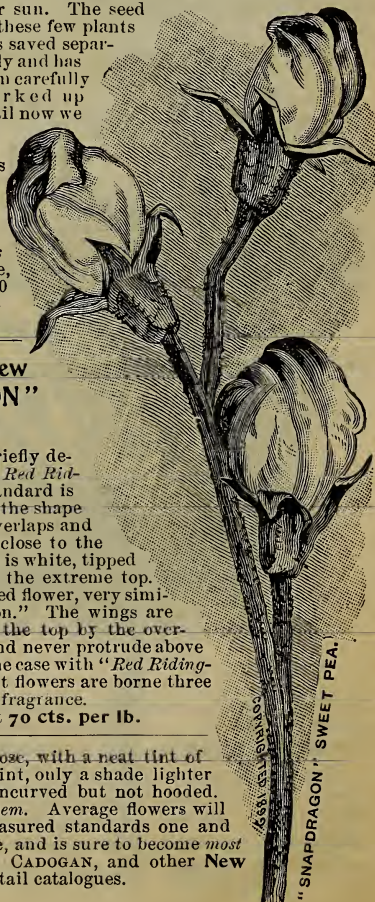 r sun. The seed
these few plants
s saved separ-
ly and has
n carefully
rked up
il now we
s
e,
0
ew
ON"
iefly de-
Red Rid-
ndard is
the shape
verlaps and
close to the
is white, tipped
the extreme top.
ed flower, very simi-
on." The wings are
the top by the over-
nd never protrude above
he case with "Red Riding-
t flowers are borne three
fragrance.
70 cts. per lb.
ose, with a neat tint of
int, only a shade lighter
ncurved but not hooded.
em. Average flowers will
asured standards one and
e, and is sure to become most
CADOGAN, and other New
tail catalogues.
COPYRIGHTED 1899
"SNAPDRAGON" SWEET PEA.